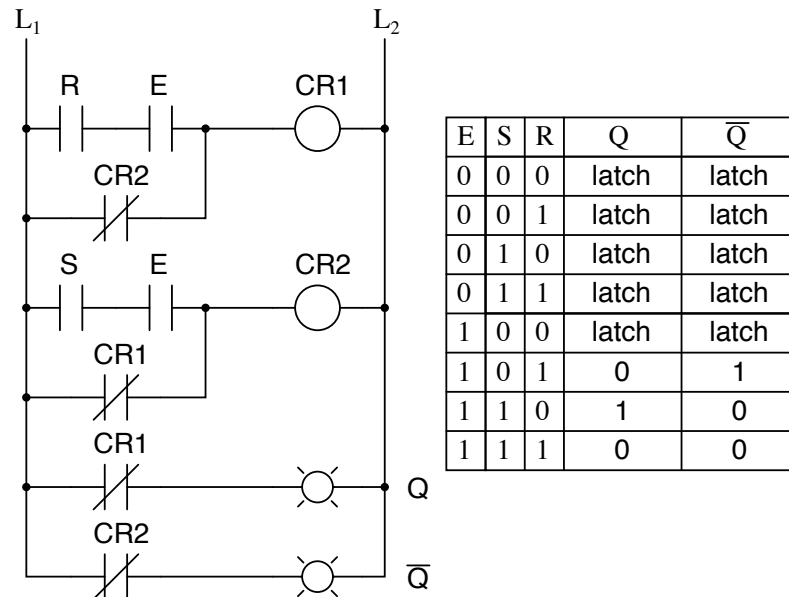 L₁ L₂
R E CR1
CR2
S E CR2
CR1
CR1 Q
CR2 Q̅
E S R Q Q̅
0 0 0 latch latch
0 0 1 latch latch
0 1 0 latch latch
0 1 1 latch latch
1 0 0 latch latch
1 0 1 0 1
1 1 0 1 0
1 1 1 0 0